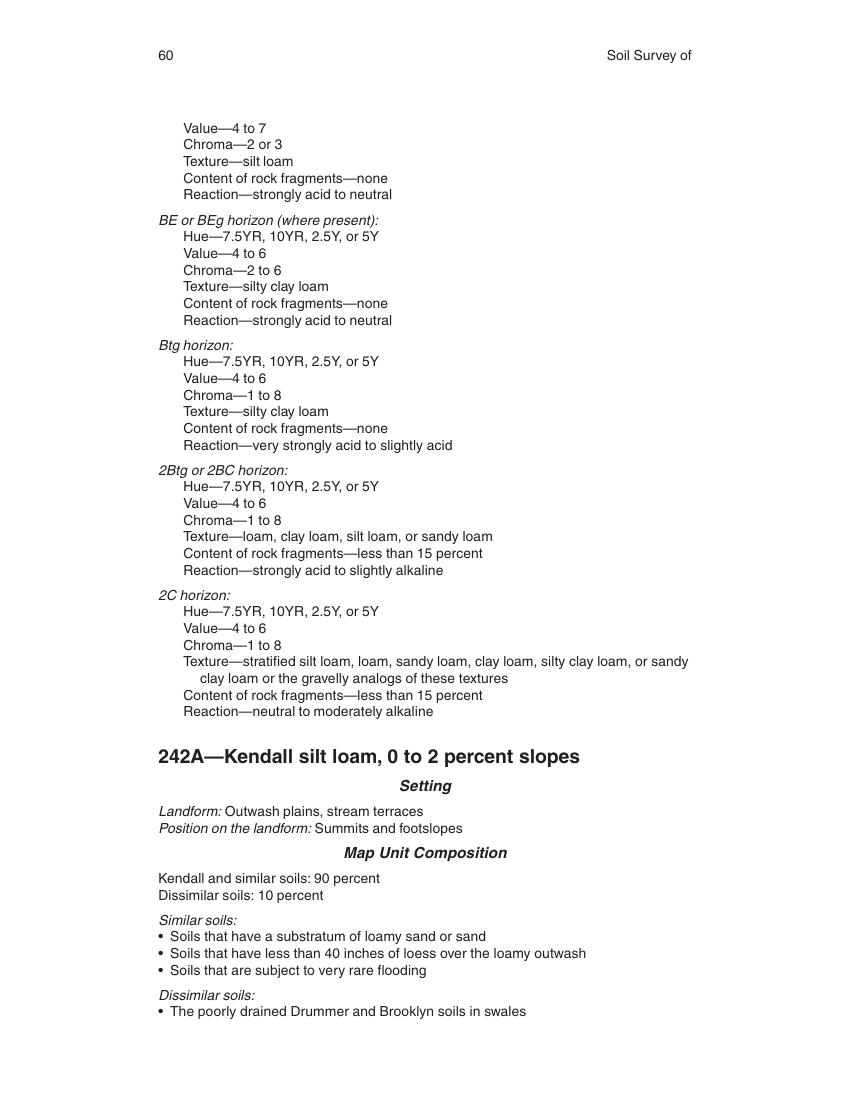 60
Soil Survey of
Value—4 to 7
Chroma—2 or 3
Texture—silt loam
Content of rock fragments—none
Reaction—strongly acid to neutral
BE or BEg horizon (where present):
Hue—7.5YR, 10YR, 2.5Y, or 5Y
Value—4 to 6
Chroma—2 to 6
Texture—silty clay loam
Content of rock fragments—none
Reaction—strongly acid to neutral
Btg horizon:
Hue—7.5YR, 10YR, 2.5Y, or 5Y
Value—4 to 6
Chroma—1 to 8
Texture—silty clay loam
Content of rock fragments—none
Reaction—very strongly acid to slightly acid
2Btg or 2BC horizon:
Hue—7.5YR, 10YR, 2.5Y, or 5Y
Value—4 to 6
Chroma—1 to 8
Texture—loam, clay loam, silt loam, or sandy loam
Content of rock fragments—less than 15 percent
Reaction—strongly acid to slightly alkaline
2C horizon:
Hue—7.5YR, 10YR, 2.5Y, or 5Y
Value—4 to 6
Chroma—1 to 8
Texture—stratified silt loam, loam, sandy loam, clay loam, silty clay loam, or sandy
clay loam or the gravelly analogs of these textures
Content of rock fragments—less than 15 percent
Reaction—neutral to moderately alkaline
242A—Kendall silt loam, 0 to 2 percent slopes
Setting
Landform: Outwash plains, stream terraces
Position on the landform: Summits and footslopes
Map Unit Composition
Kendall and similar soils: 90 percent
Dissimilar soils: 10 percent
Similar soils:
• Soils that have a substratum of loamy sand or sand
• Soils that have less than 40 inches of loess over the loamy outwash
• Soils that are subject to very rare flooding
Dissimilar soils:
• The poorly drained Drummer and Brooklyn soils in swales